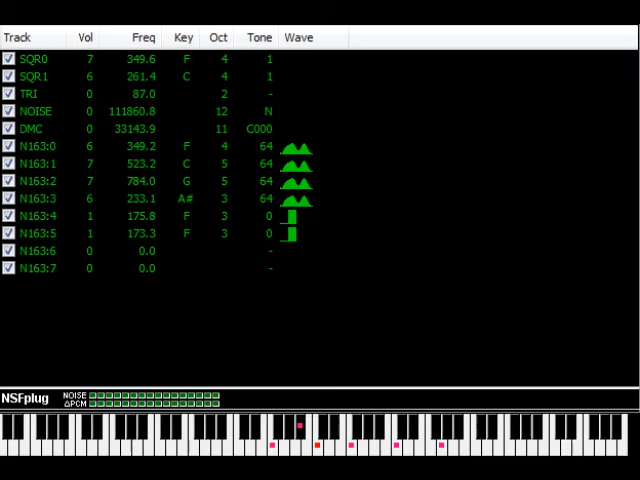 Track Vol Freq Key Oct Tone Wave
SQR0 7 349.6 F 4 1
SQR1 6 261.4 C 4 1
TRI 0 87.0 2 -
NOISE 0 111860.8 12 N
DMC 0 33143.9 11 C000
N163:0 6 349.2 F 4 64
N163:1 7 523.2 C 5 64
N163:2 7 784.0 G 5 64
N163:3 6 233.1 A# 3 64
N163:4 1 175.8 F 3 0
N163:5 1 173.3 F 3 0
N163:6 0 0.0 -
N163:7 0 0.0 -
NSFplug NOISE
ΔPCM